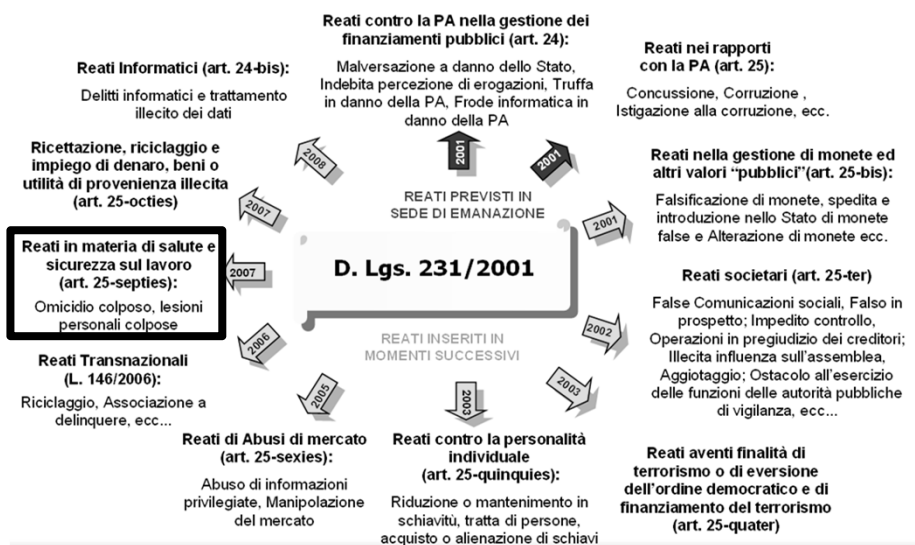 Reati contro la PA nella gestione dei
finanziamenti pubblici (art. 24):
Malversazione a danno dello Stato,
Indebita percezione di erogazioni, Truffa
in danno della PA, Frode informatica in
danno della PA
Reati nei rapporti
con la PA (art. 25):
Concussione, Corruzione ,
Istigazione alla corruzione, ecc.
Reati Informatici (art. 24-bis):
Delitti informatici e trattamento
illecito dei dati
2008
2001
2001
Ricettazione, riciclaggio e
impiego di denaro, beni o
utilità di provenienza illecita
(art. 25-octies)
2007
REATI PREVISTI IN
SEDE DI EMANAZIONE
2001
Reati nella gestione di monete ed
altri valori “pubblici”(art. 25-bis):
Falsificazione di monete, spedita e
introduzione nello Stato di monete
false e Alterazione di monete ecc.
Reati in materia di salute e
sicurezza sul lavoro
(art. 25-septies):
Omicidio colposo, lesioni
personali colpose
2007
D. Lgs. 231/2001
Reati societari (art. 25-ter)
False Comunicazioni sociali, Falso in
prospetto; Impedito controllo,
Operazioni in pregiudizio dei creditori;
Illecita influenza sull'assemblea,
Aggiotaggio; Ostacolo all'esercizio
delle funzioni delle autorità pubbliche
di vigilanza, ecc...
2002
REATI INSERITI IN
MOMENTI SUCCESSIVI
2006
Reati Transnazionali
(L. 146/2006):
Riciclaggio, Associazione a
delinquere, ecc...
2005
2003
2003
Reati di Abusi di mercato
(art. 25-sexies):
Abuso di informazioni
privilegiate, Manipolazione
del mercato
Reati contro la personalità
individuale
(art. 25-quinquies):
Riduzione o mantenimento in
schiavitù, tratta di persone,
acquisto o alienazione di schiavi
Reati aventi finalità di
terrorismo o di eversione
dell'ordine democratico e di
finanziamento del terrorismo
(art. 25-quater)